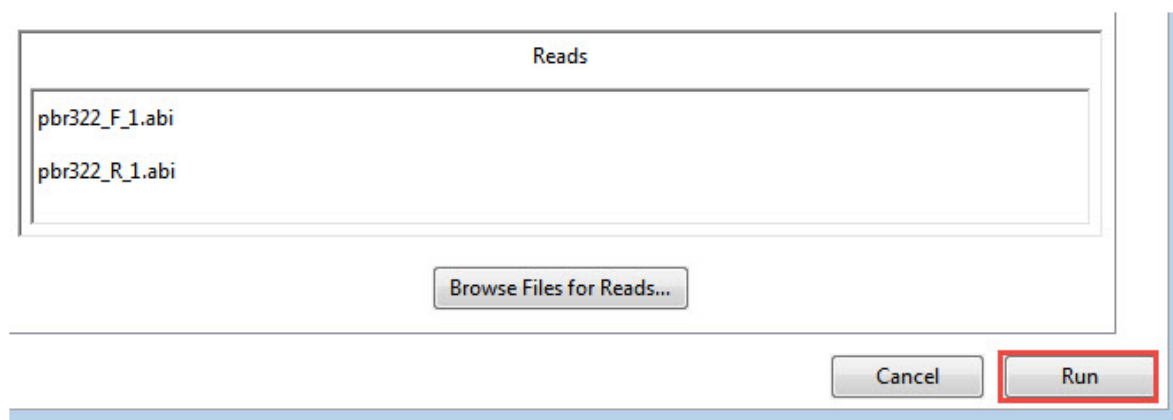 Reads
pbr322_F_1.abi
pbr322_R_1.abi
Browse Files for Reads...
Cancel
Run